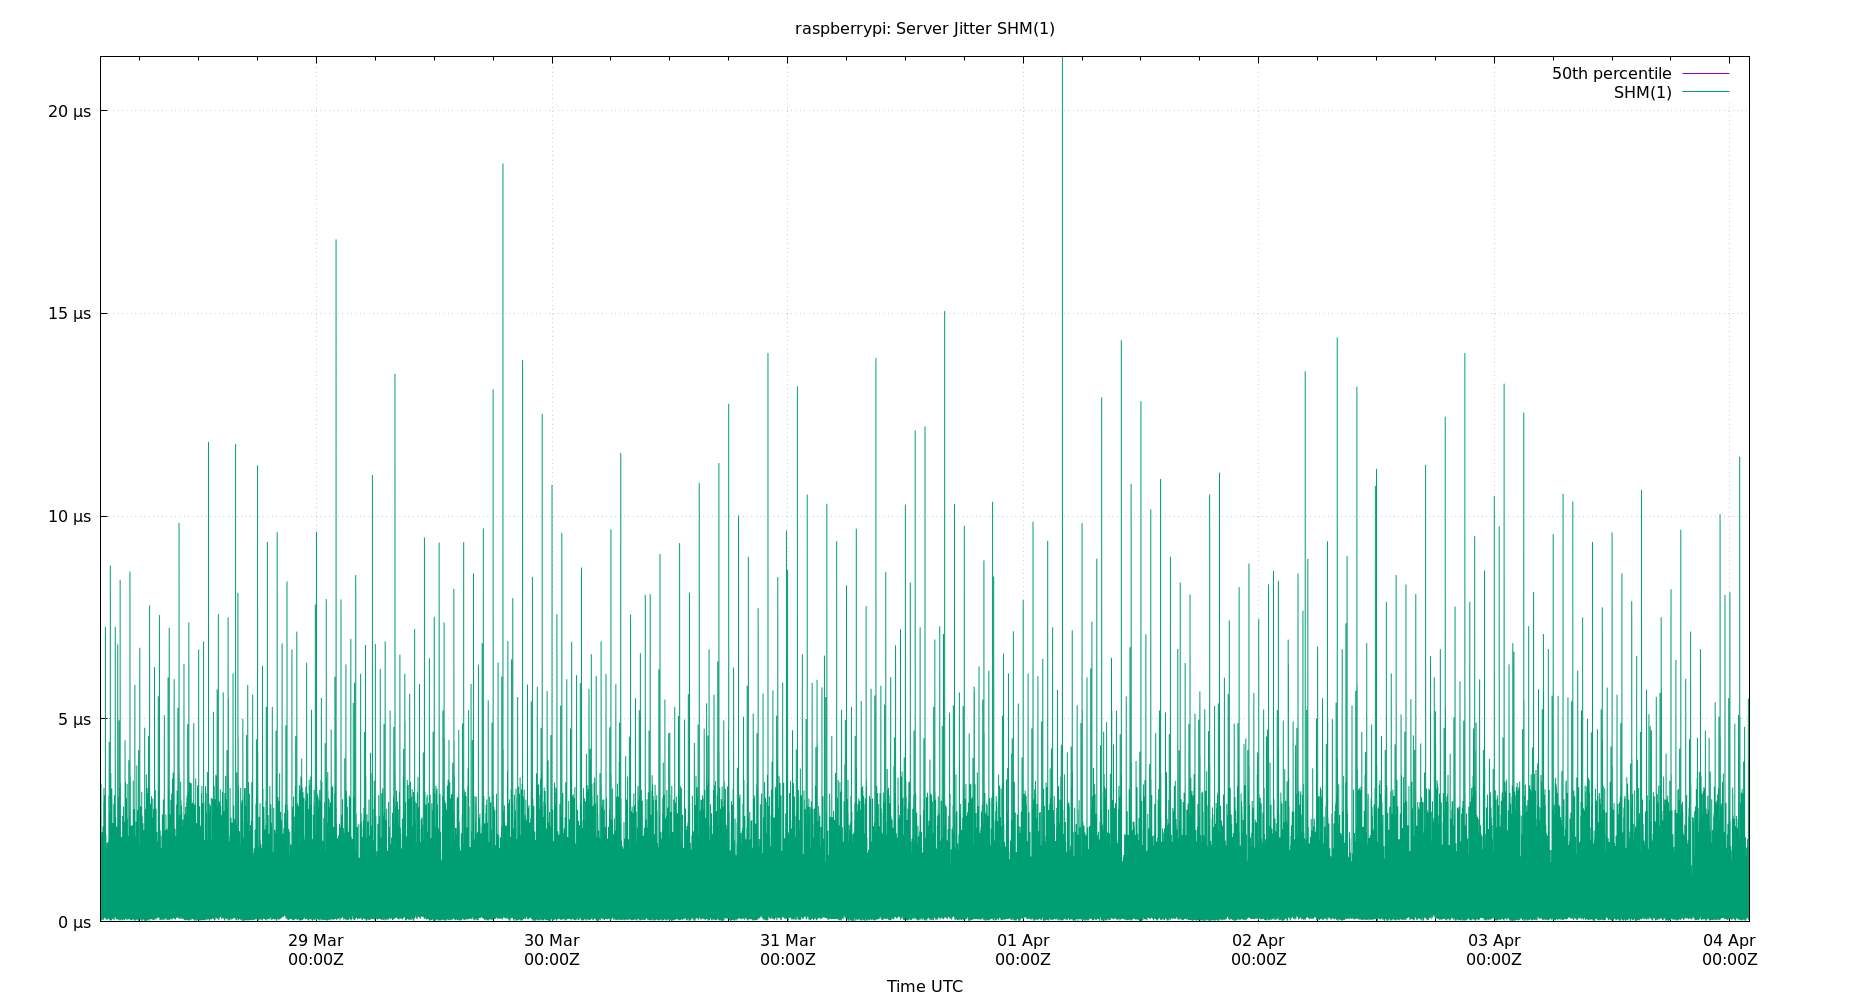 raspberrypi: Server Jitter SHM(1)
50th percentile
SHM(1)
20 µs
15 µs
10 µs
5 µs
0 µs
29 Mar 30 Mar 31 Mar 01 Apr 02 Apr 03 Apr 04 Apr
00:00Z 00:00Z 00:00Z 00:00Z 00:00Z 00:00Z 00:00Z
Time UTC